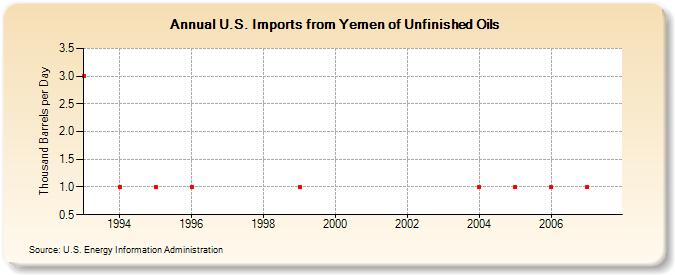 Annual U.S. Imports from Yemen of Unfinished Oils
Thousand Barrels per Day
3.5
3.0
2.5
2.0
1.5
1.0
0.5
1994 1996 1998 2000 2002 2004 2006
Source: U.S. Energy Information Administration